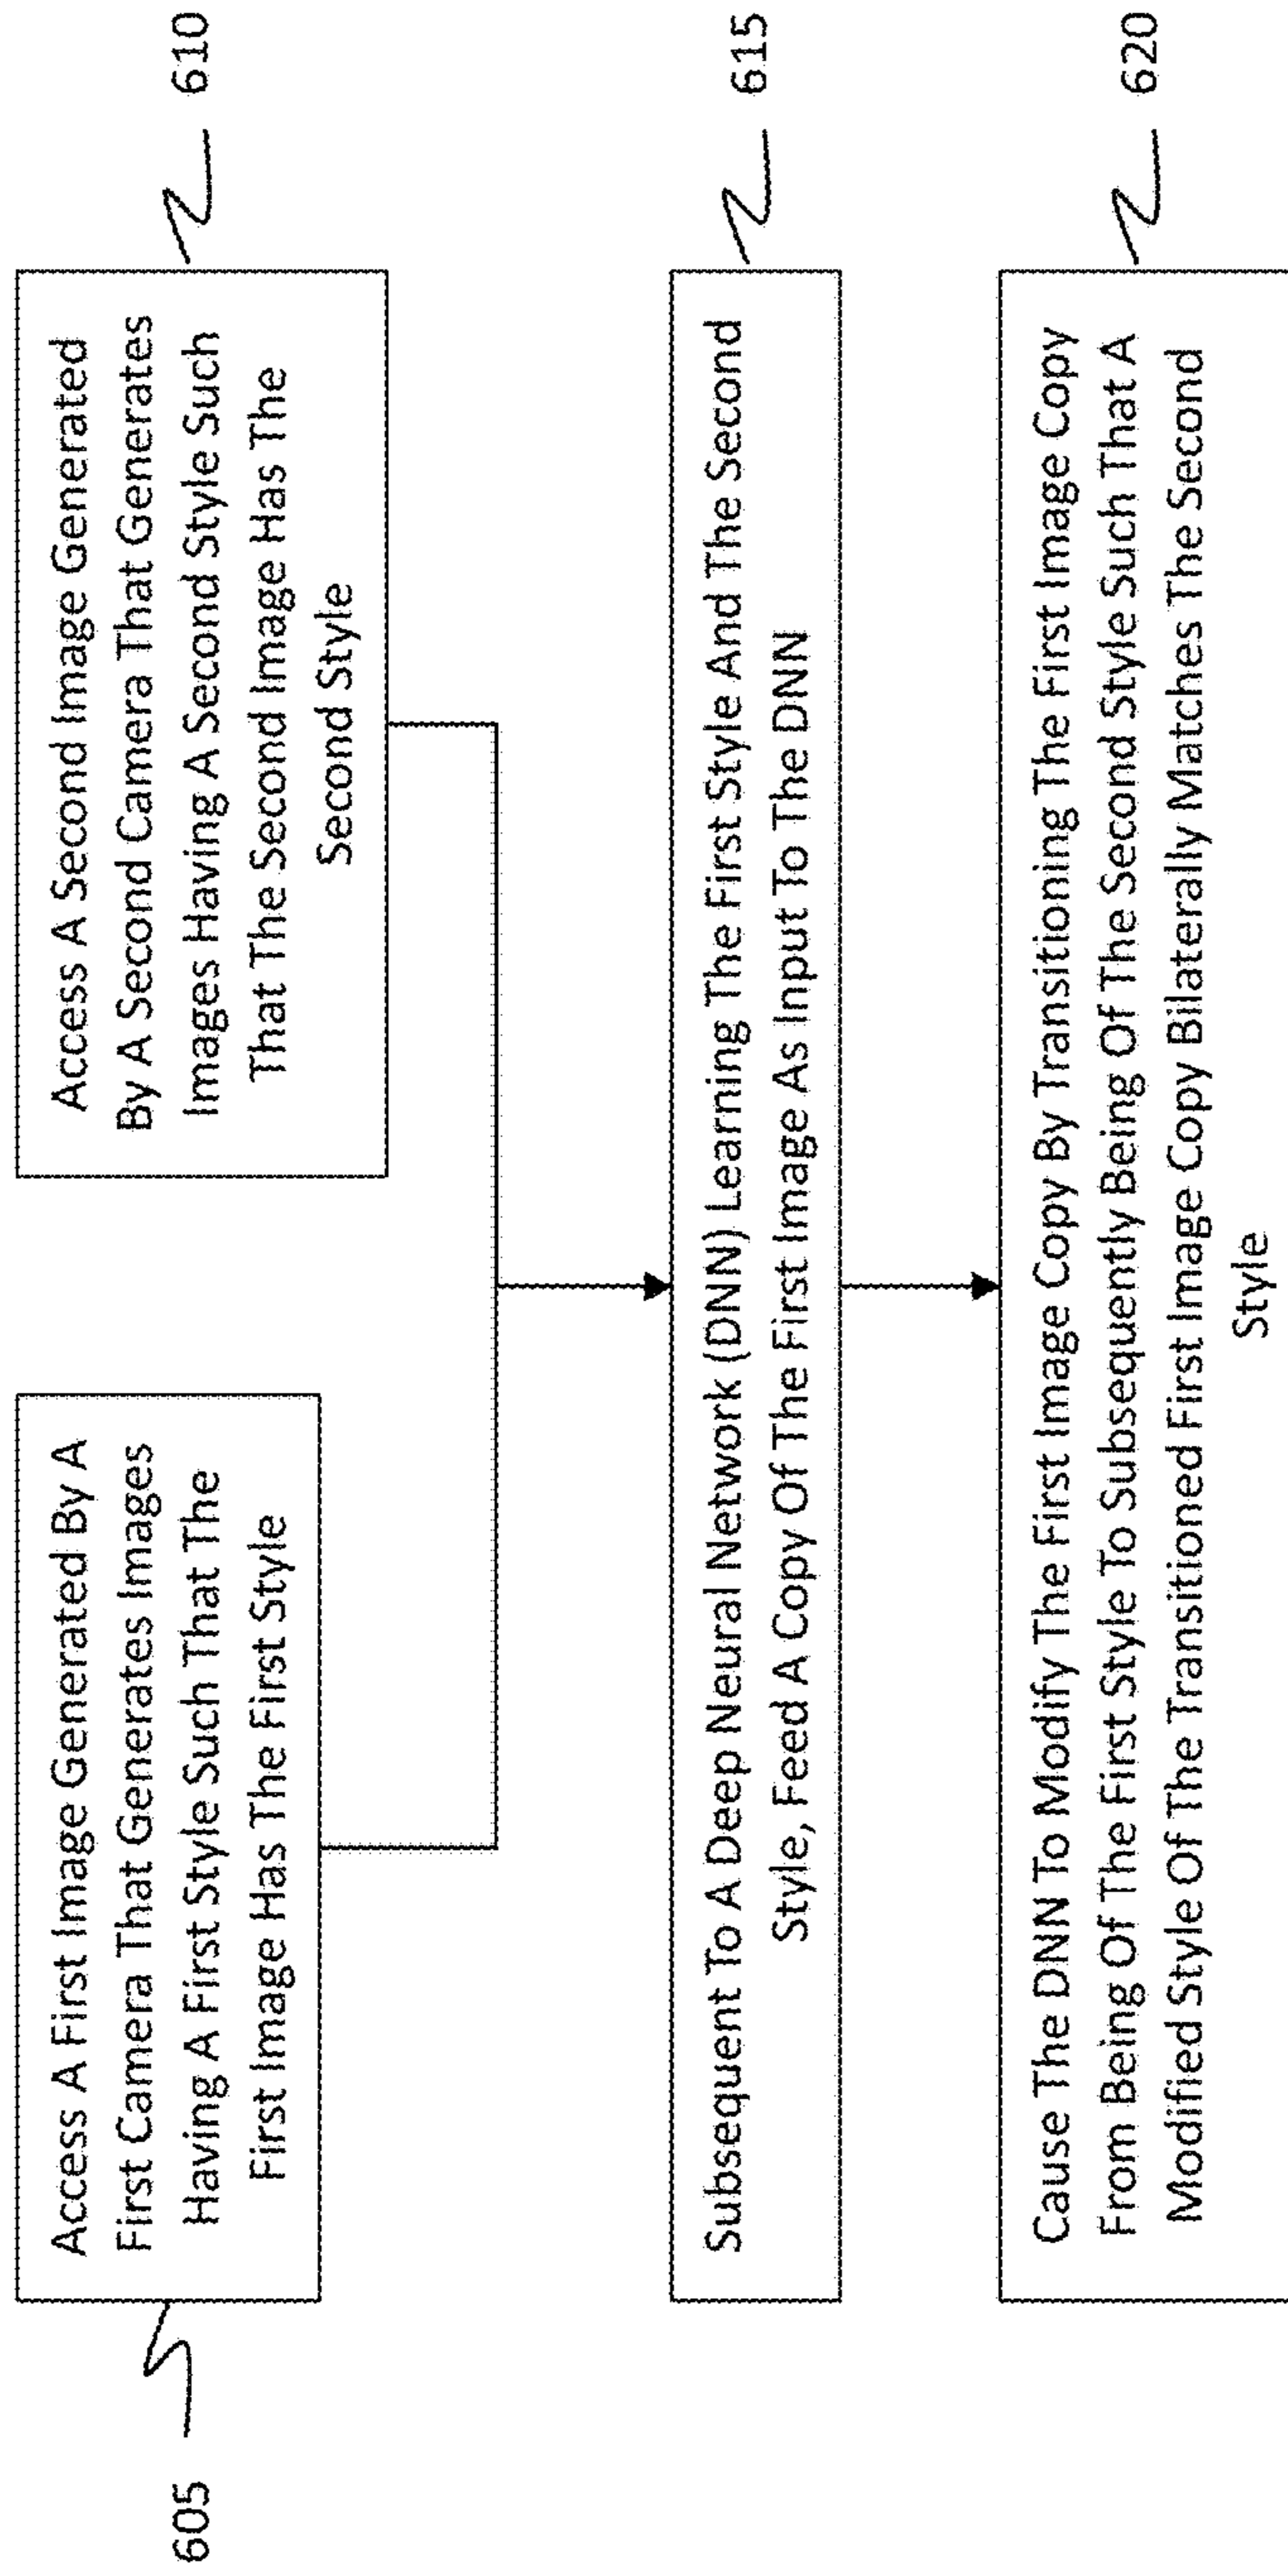 605
Access A First Image Generated By A
First Camera That Generates Images
Having A First Style Such That The
First Image Has The First Style
Access A Second Image Generated
By A Second Camera That Generates
Images Having A Second Style Such
That The Second Image Has The
Second Style
610
Subsequent To A Deep Neural Network (DNN) Learning The First Style And The Second
Style, Feed A Copy Of The First Image As Input To The DNN
615
Cause The DNN To Modify The First Image Copy By Transitioning The First Image Copy
From Being Of The First Style To Subsequently Being Of The Second Style Such That A
Modified Style Of The Transitioned First Image Copy Bilaterally Matches The Second
Style
620